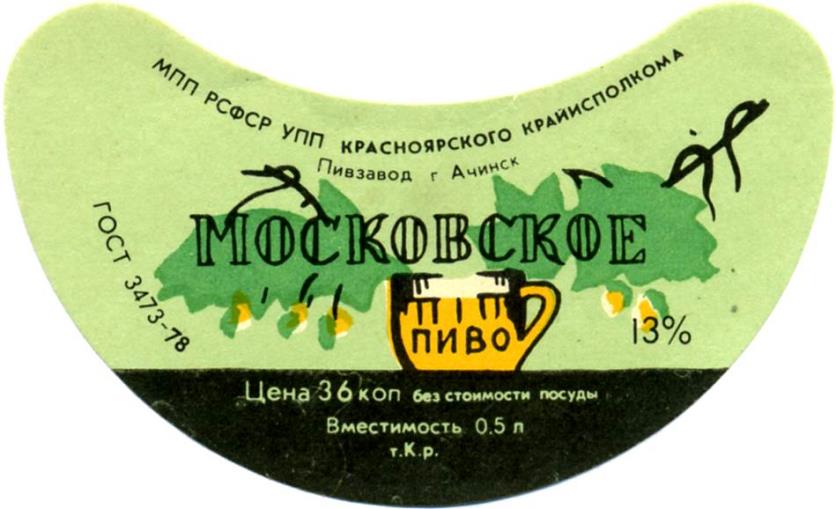 МПП РСФСР УПП КРАСНОЯРСКОГО КРАЙИСПОЛКОМА
Пивзавод г Ачинск
МОСКОВСКОЕ
ГОСТ 3473-78
ПИВО
13%
Цена 36 коп без стоимости посуды
Вместимость 0.5 л
т.К.р.